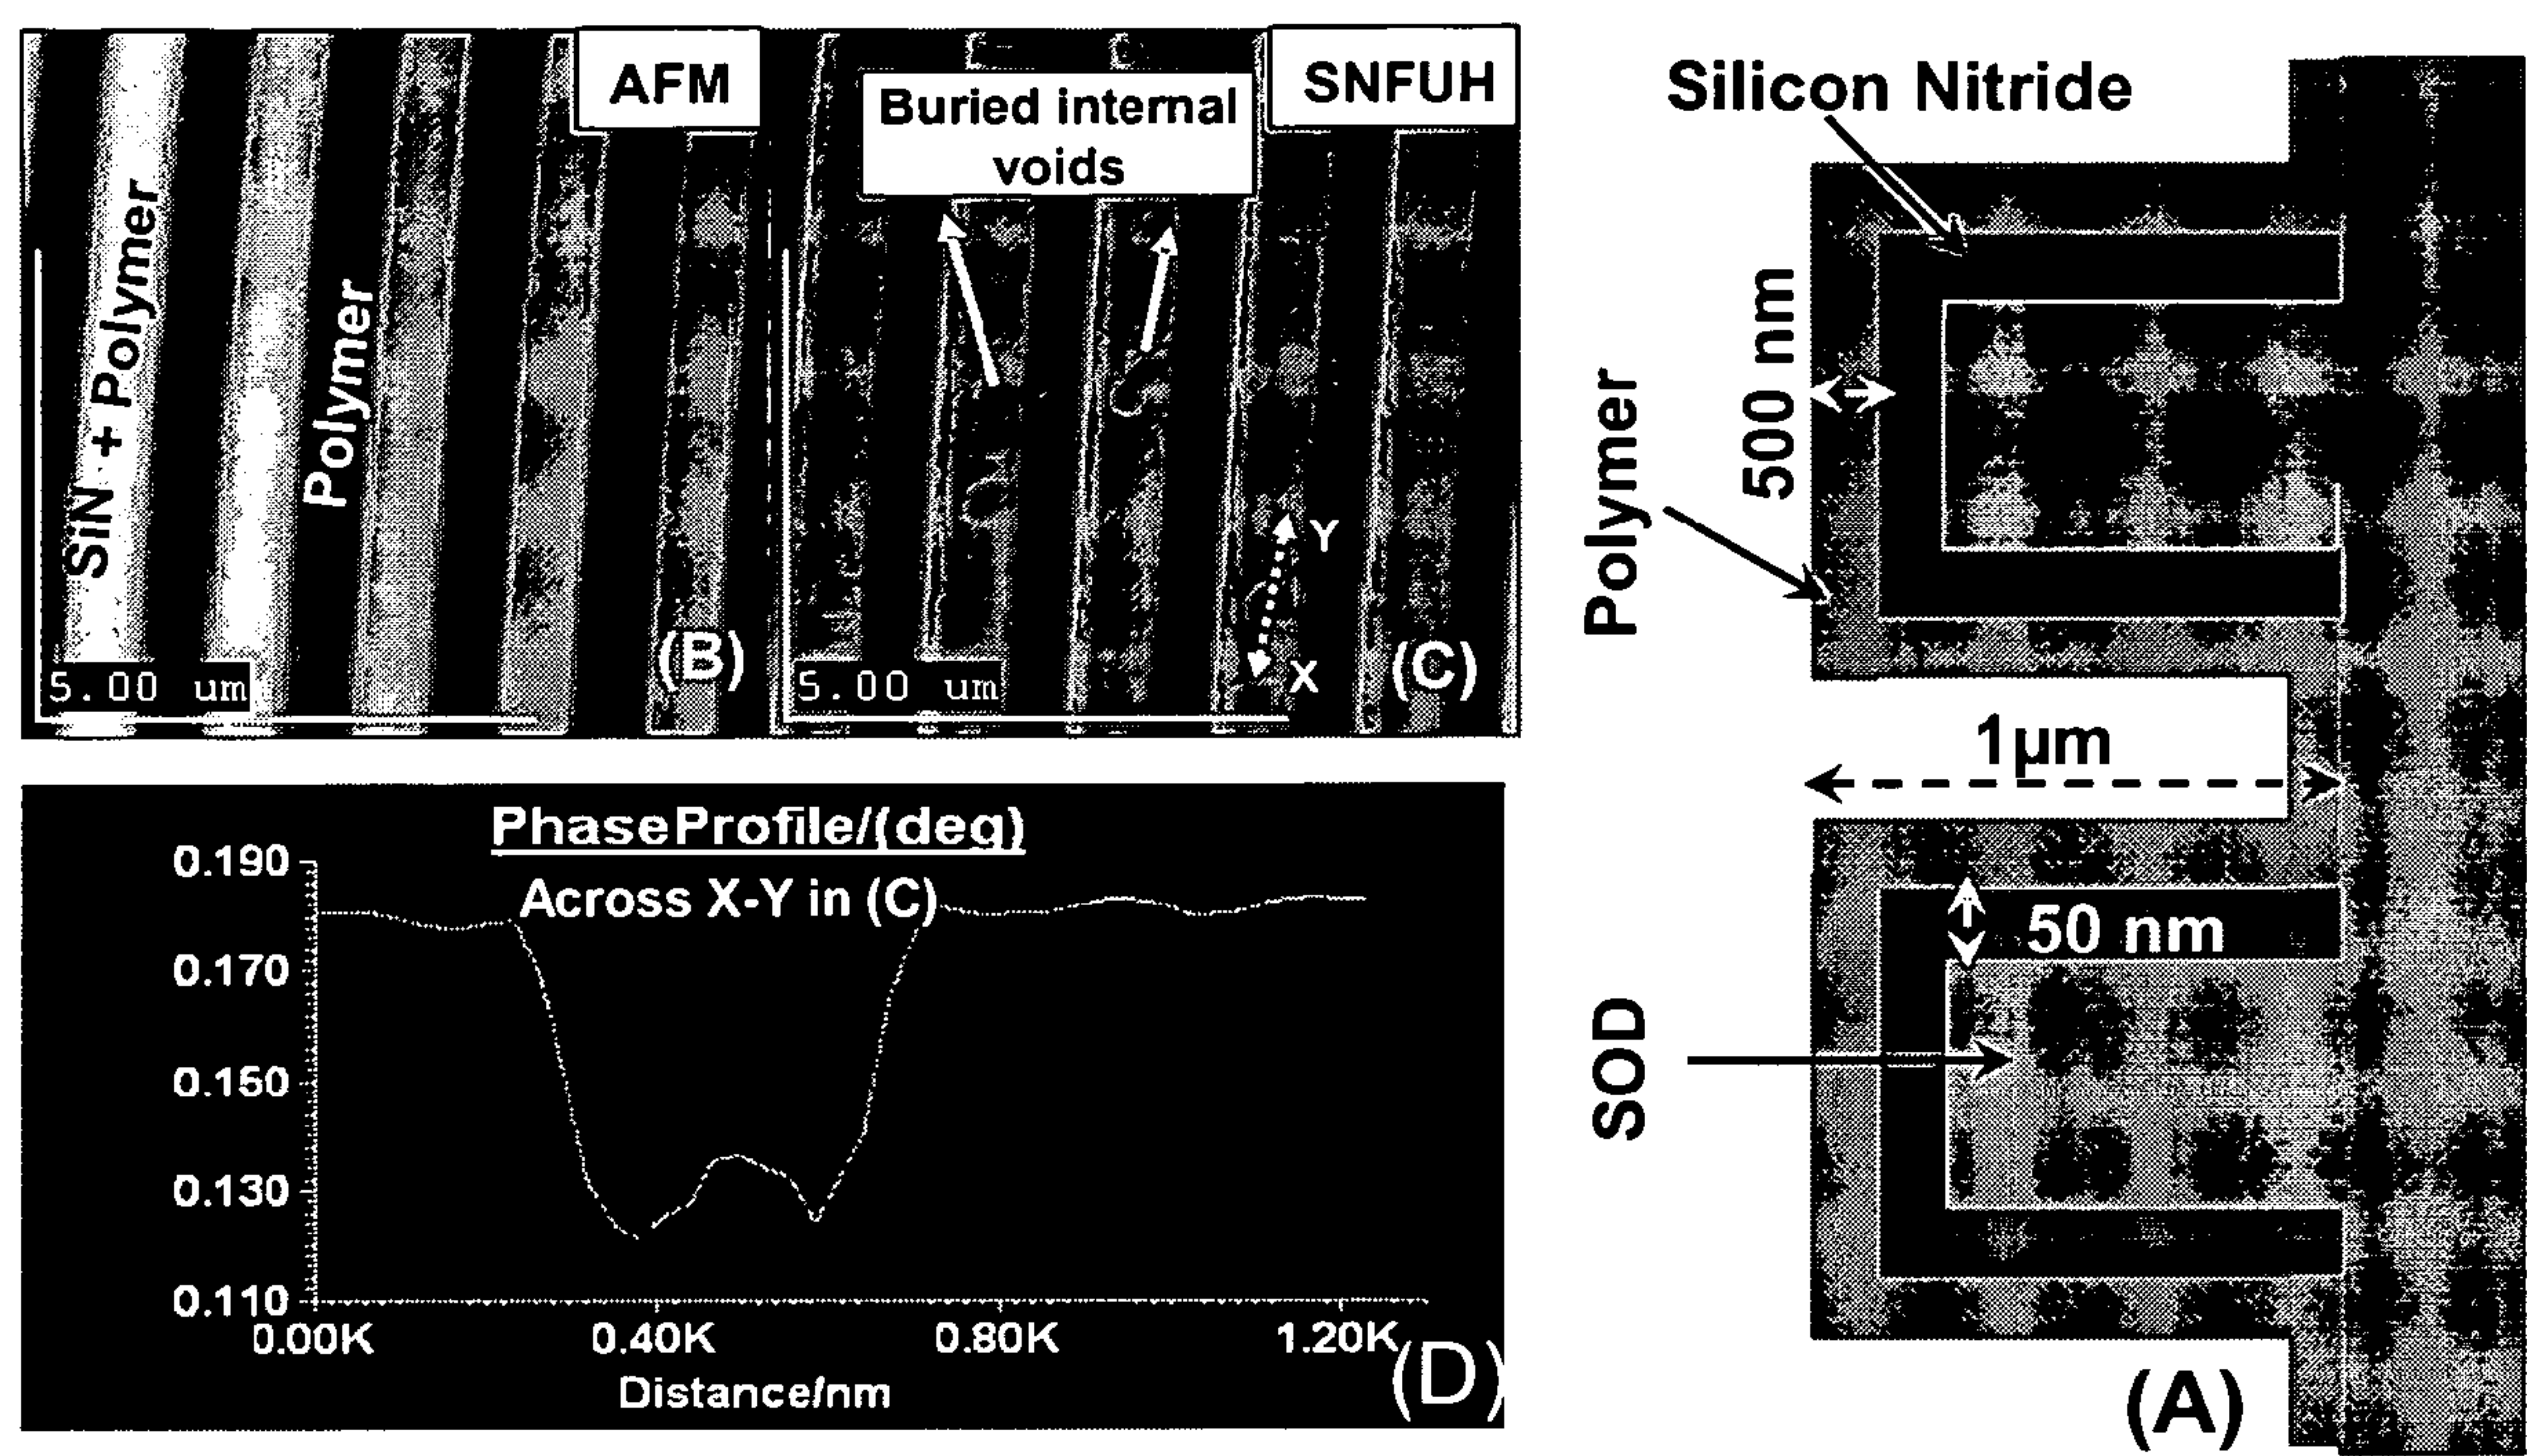 AFM
SiN + Polymer
Polymer
5.00 um
(B)
SNFUH
Buried internal
voids
Y
X
5.00 um
(C)
PhaseProfile/(deg)
Across X-Y in (C)
0.190
0.170
0.150
0.130
0.110
0.00K
0.40K
0.80K
1.20K
Distance/nm
(D)
Silicon Nitride
500 nm
Polymer
1µm
50 nm
SOD
(A)